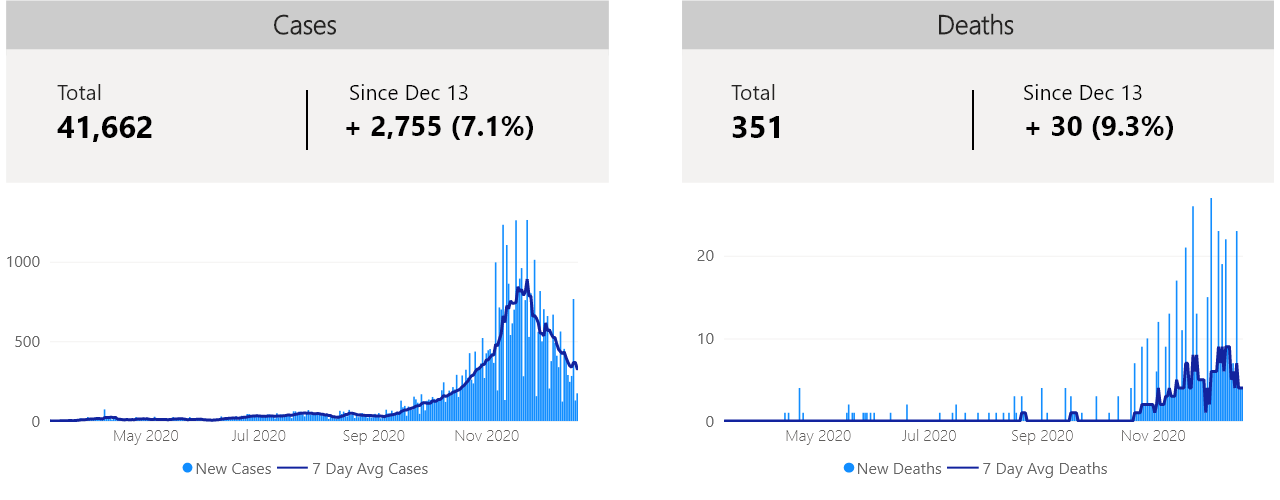 Cases
Total
41,662
Since Dec 13
+ 2,755 (7.1%)
1000
500
0
May 2020
Jul 2020
Sep 2020
Nov 2020
New Cases
7 Day Avg Cases
Deaths
Total
351
Since Dec 13
+ 30 (9.3%)
20
10
0
May 2020
Jul 2020
Sep 2020
Nov 2020
New Deaths
7 Day Avg Deaths